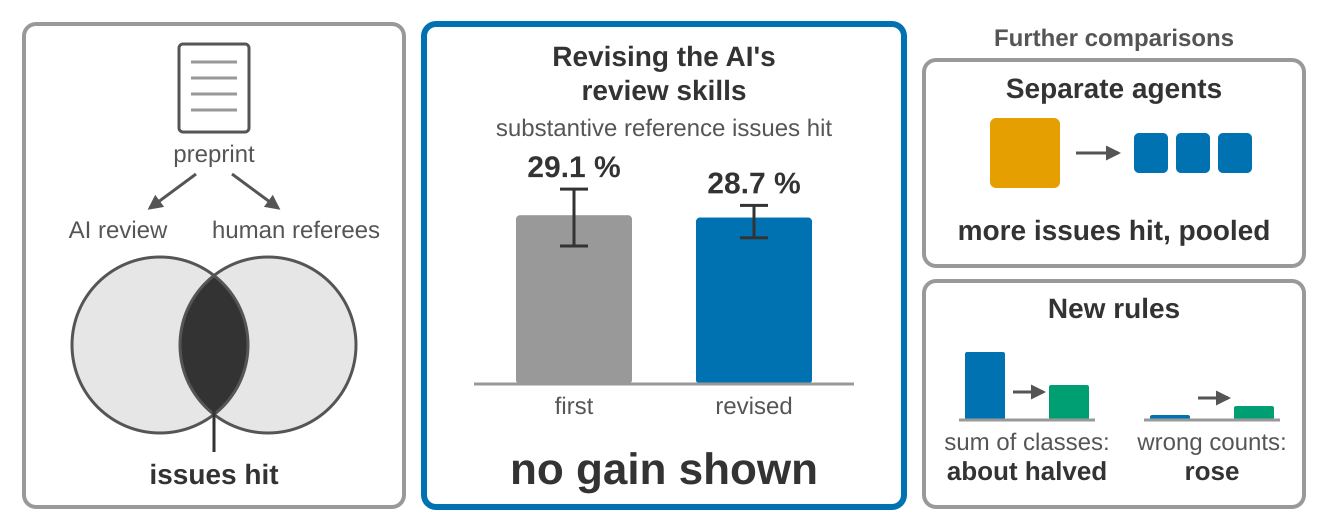 preprint
AI review
human referees
issues hit
Revising the AI's
review skills
substantive reference issues hit
29.1 %
28.7 %
first
revised
no gain shown
Further comparisons
Separate agents
more issues hit, pooled
New rules
sum of classes:
about halved
wrong counts:
rose